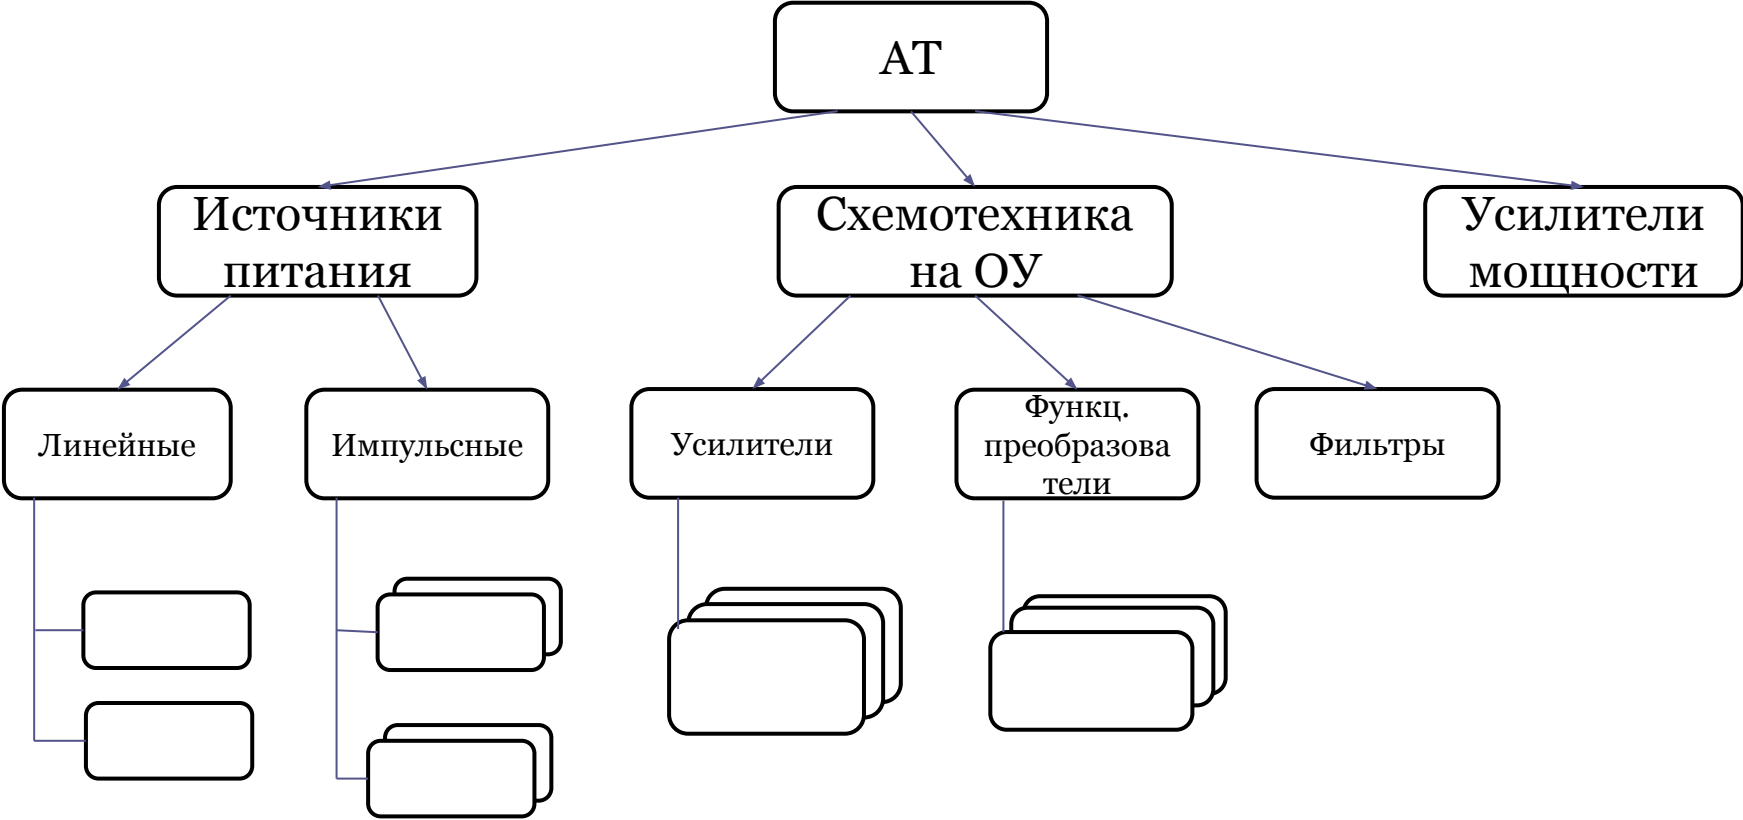 АТ
Источники
питания
Схемотехника
на ОУ
Усилители
мощности
Линейные
Импульсные
Усилители
Функц.
преобразова
тели
Фильтры